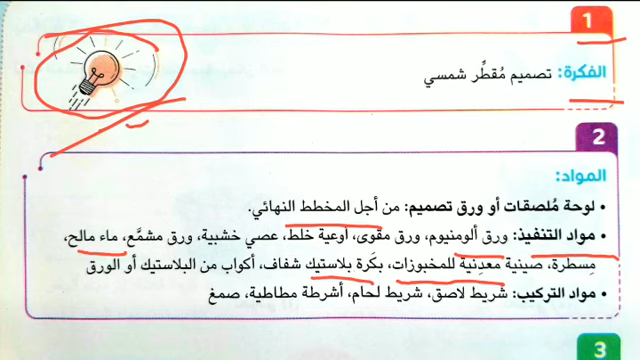 1
الفكرة: تصميم مُقطِّر شمسي
2
المواد:
• لوحة مُلصقات أو ورق تصميم: من أجل المخطط النهائي.
• مواد التنفيذ: ورق ألومنيوم، ورق مقوى، أوعية خلط، عصي خشبية، ورق مشمَّع، ماء مالح،
مِسطرة، صينية معدِنية للمخبوزات، بكَرة بلاستيك شفاف، أكواب من البلاستيك أو الورق
• مواد التركيب: شريط لاصق، شريط لحام، أشرطة مطاطية، صمغ
3